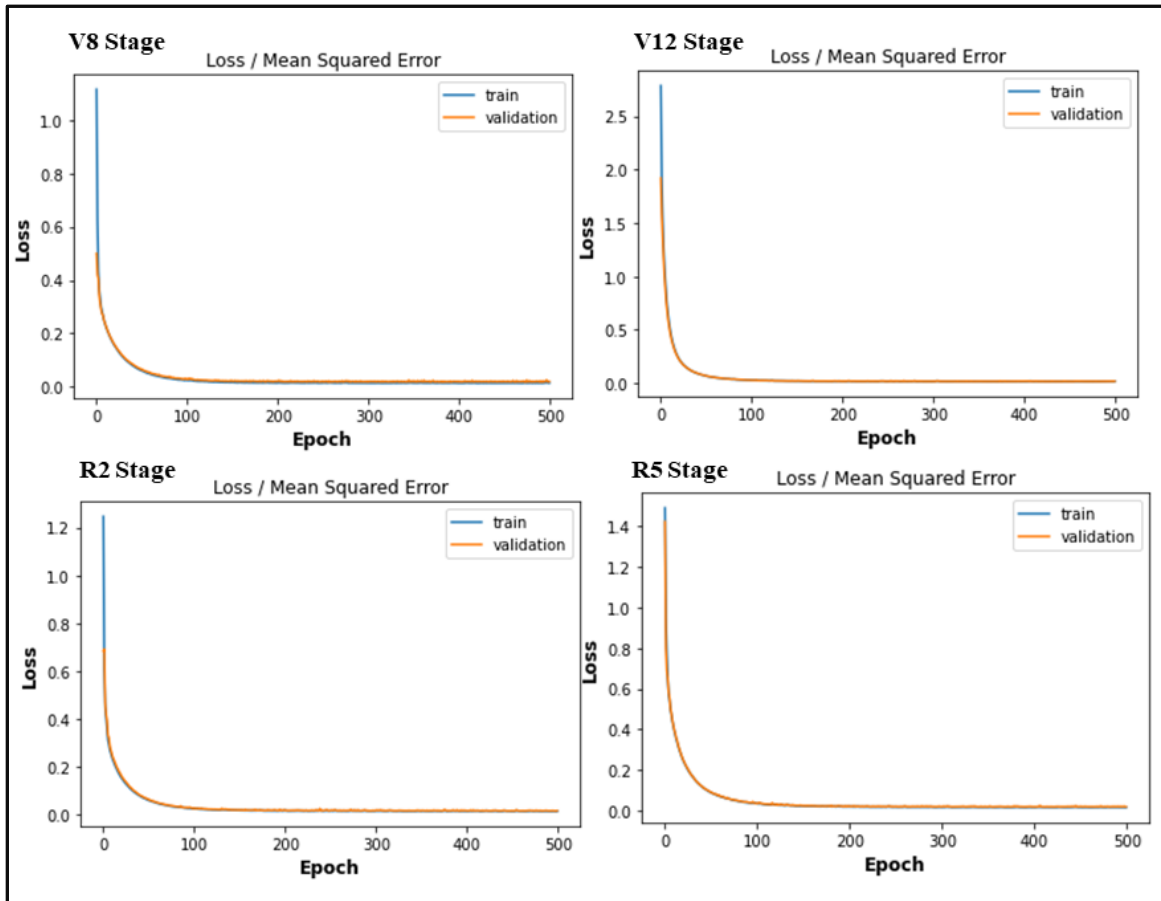 V8 Stage
Loss / Mean Squared Error
train
validation
1.0
0.8
0.6
0.4
0.2
0.0
Loss
0 100 200 300 400 500
Epoch
V12 Stage
Loss / Mean Squared Error
train
validation
2.5
2.0
1.5
1.0
0.5
0.0
Loss
0 100 200 300 400 500
Epoch
R2 Stage
Loss / Mean Squared Error
train
validation
1.2
1.0
0.8
0.6
0.4
0.2
0.0
Loss
0 100 200 300 400 500
Epoch
R5 Stage
Loss / Mean Squared Error
train
validation
1.4
1.2
1.0
0.8
0.6
0.4
0.2
0.0
Loss
0 100 200 300 400 500
Epoch